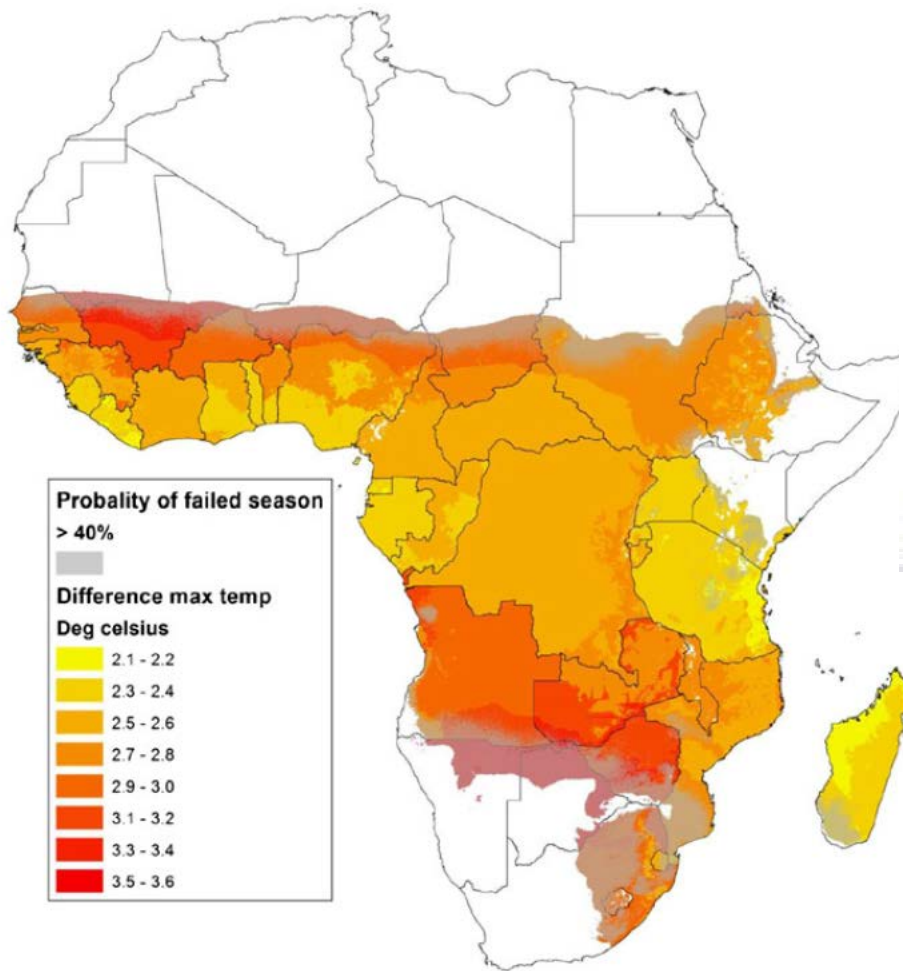 Probality of failed season
> 40%
Difference max temp
Deg celsius
2.1 - 2.2
2.3 - 2.4
2.5 - 2.6
2.7 - 2.8
2.9 - 3.0
3.1 - 3.2
3.3 - 3.4
3.5 - 3.6